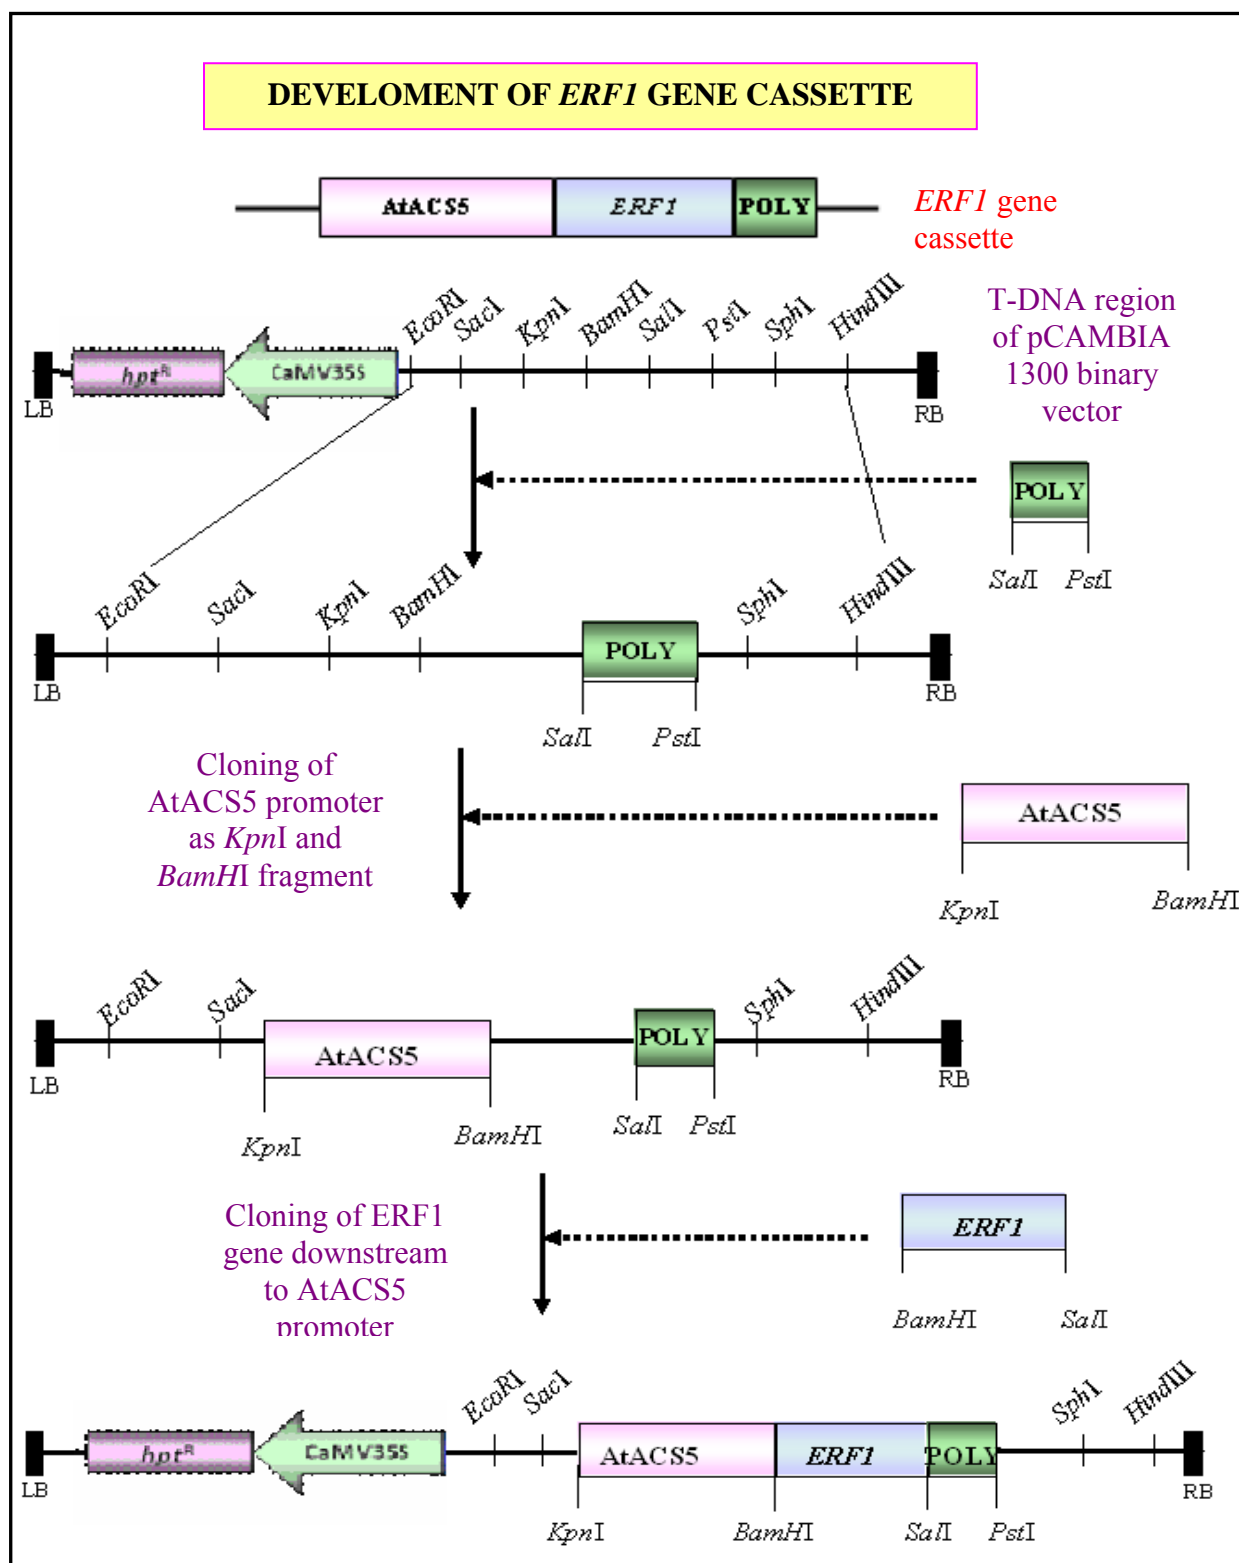 DEVELOMENT OF ERF1 GENE CASSETTE
AtACS5 ERF1 POLY
ERF1 gene
cassette
EcoRI SacI KpnI BamHI SalI PstI SphI HindIII
T-DNA region
of pCAMBIA
1300 binary
vector
hptR CaMV35S
LB RB
POLY
SalI PstI
EcoRI SacI KpnI BamHI SphI HindIII
POLY
LB RB
SalI PstI
Cloning of
AtACS5 promoter
as KpnI and
BamHI fragment
AtACS5
KpnI BamHI
EcoRI SacI SphI HindIII
AtACS5 POLY
LB RB
KpnI BamHI SalI PstI
Cloning of ERF1
gene downstream
to AtACS5
promoter
ERF1
BamHI SalI
EcoRI SacI SphI HindIII
hptR CaMV35S AtACS5 ERF1 POLY
LB RB
KpnI BamHI SalI PstI